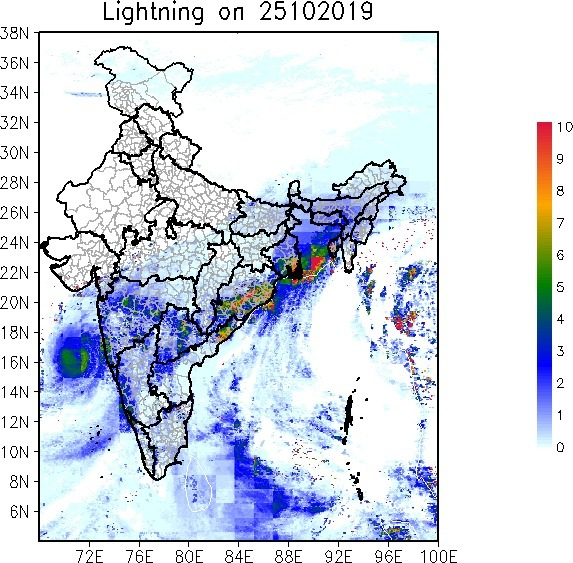 Lightning on 25102019
38N
36N
34N
32N
30N
28N
26N
24N
22N
20N
18N
16N
14N
12N
10N
8N
6N
72E 76E 80E 84E 88E 92E 96E 100E
10
9
8
7
6
5
4
3
2
1
0